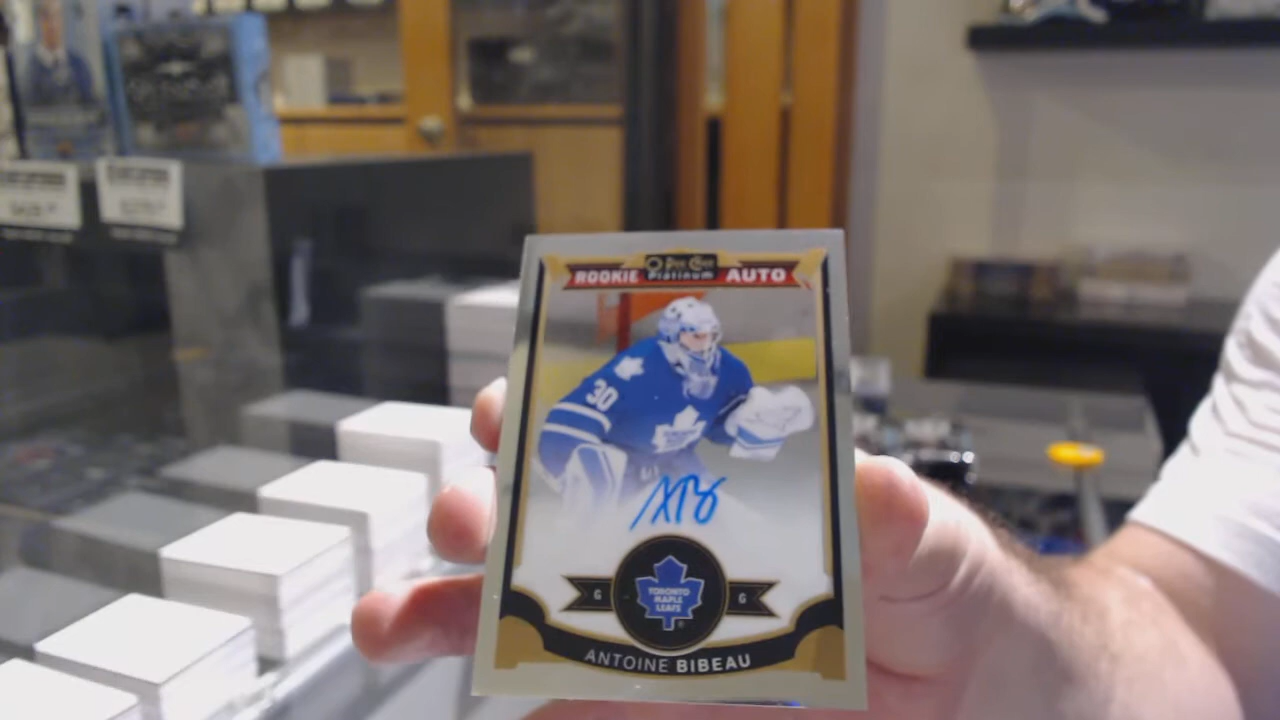 O-Pee-Chee
ROOKIE Platinum AUTO
30
G G
TORONTO
MAPLE
LEAFS
ANTOINE BIBEAU